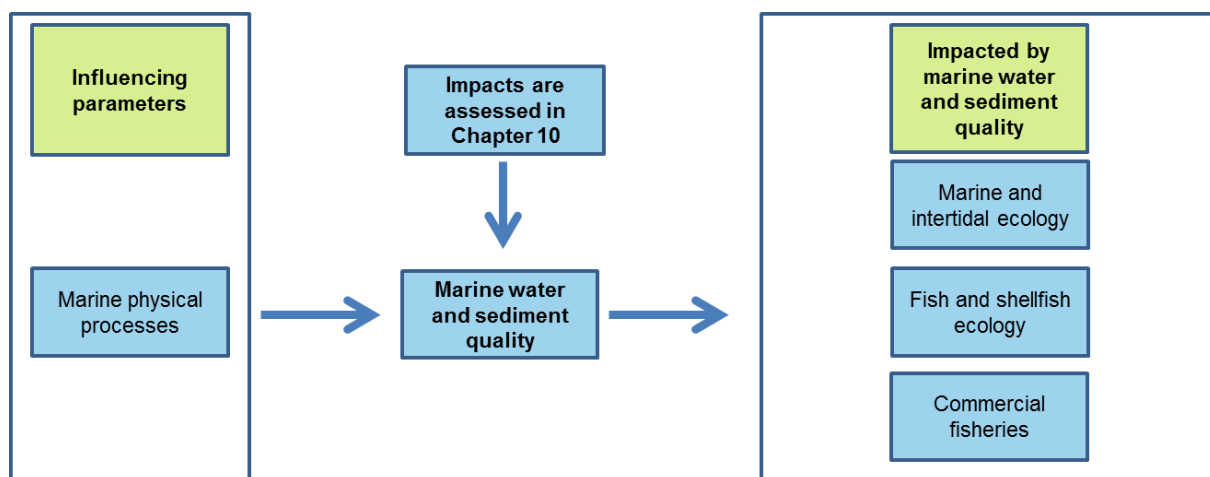 Influencing
parameters
Marine physical
processes
Impacts are
assessed in
Chapter 10
Marine water
and sediment
quality
Impacted by
marine water
and sediment
quality
Marine and
intertidal ecology
Fish and shellfish
ecology
Commercial
fisheries